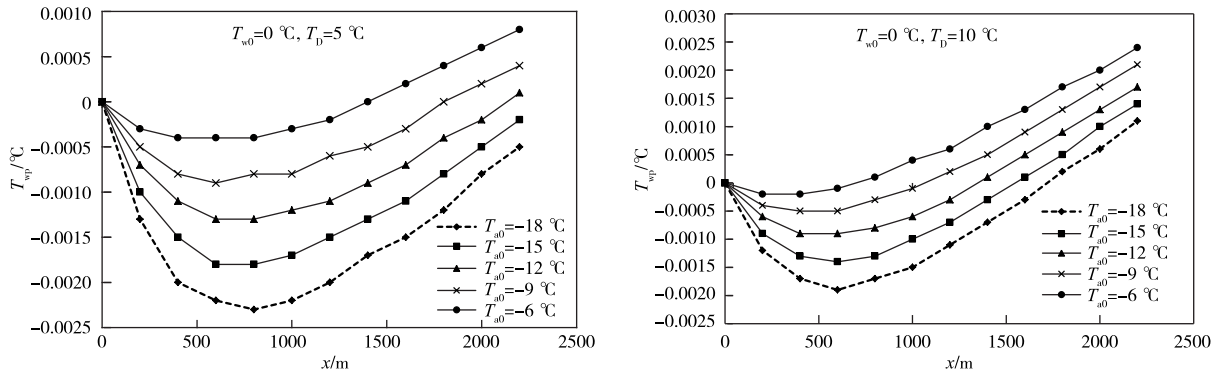 T_w0=0 ℃, T_D=5 ℃
0.0010
0.0005
0
−0.0005
−0.0010
−0.0015
−0.0020
−0.0025
T_wp/℃
T_a0=−18 ℃
T_a0=−15 ℃
T_a0=−12 ℃
T_a0=−9 ℃
T_a0=−6 ℃
0 500 1000 1500 2000 2500
x/m
T_w0=0 ℃, T_D=10 ℃
0.0030
0.0025
0.0020
0.0015
0.0010
0.0005
0
−0.0005
−0.0010
−0.0015
−0.0020
−0.0025
T_wp/℃
T_a0=−18 ℃
T_a0=−15 ℃
T_a0=−12 ℃
T_a0=−9 ℃
T_a0=−6 ℃
0 500 1000 1500 2000 2500
x/m